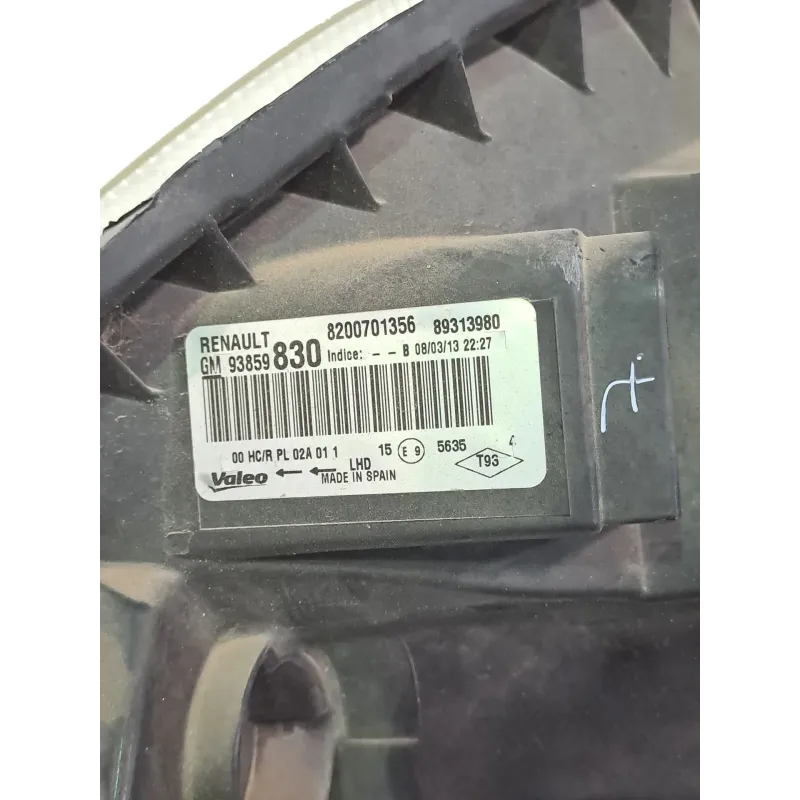 RENAULT 8200701356 89313980
GM 93859 830 Indice: - - B 08/03/13 22:27
00 HC/R PL 02A 01 1 15 E 9 5635 4
Valeo LHD T93
MADE IN SPAIN